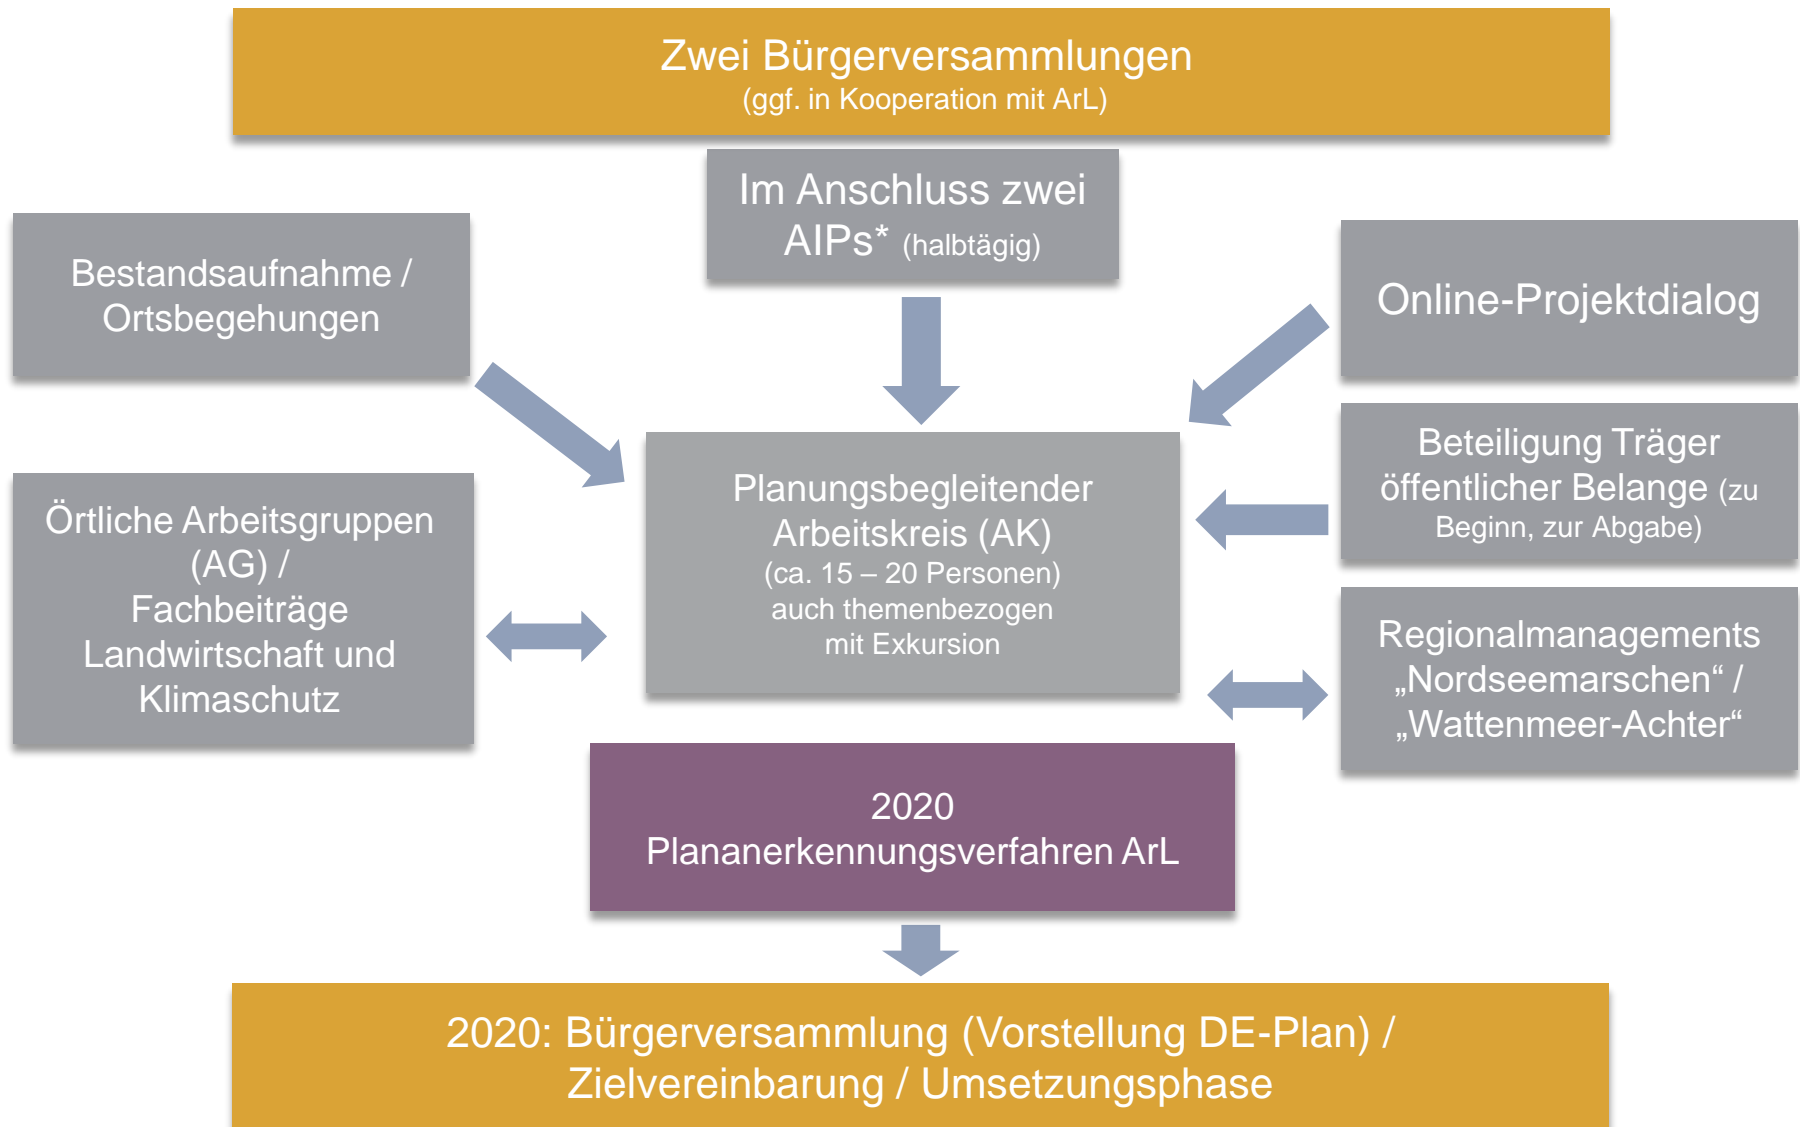 Zwei Bürgerversammlungen
(ggf. in Kooperation mit ArL)
Im Anschluss zwei
AIPs* (halbtägig)
Bestandsaufnahme /
Ortsbegehungen
Online-Projektdialog
Örtliche Arbeitsgruppen
(AG) /
Fachbeiträge
Landwirtschaft und
Klimaschutz
Planungsbegleitender
Arbeitskreis (AK)
(ca. 15 – 20 Personen)
auch themenbezogen
mit Exkursion
Beteiligung Träger
öffentlicher Belange (zu
Beginn, zur Abgabe)
Regionalmanagements
„Nordseemarschen“ /
„Wattenmeer-Achter“
2020
Plananerkennungsverfahren ArL
2020: Bürgerversammlung (Vorstellung DE-Plan) /
Zielvereinbarung / Umsetzungsphase